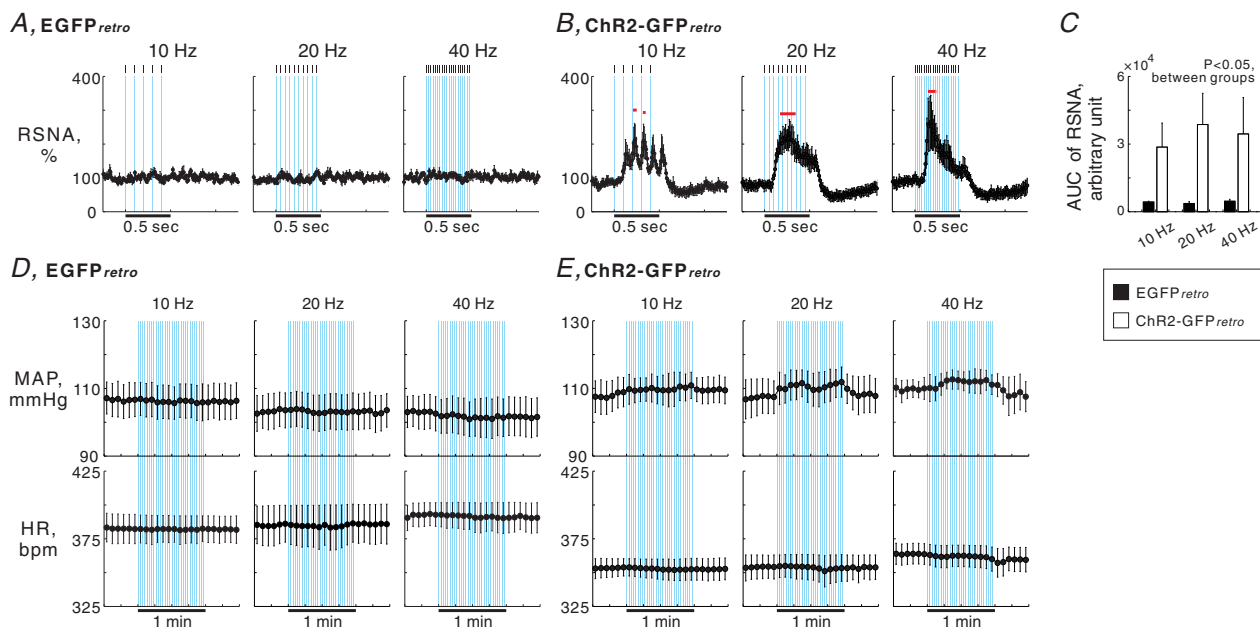 A, EGFPretro
10 Hz 20 Hz 40 Hz
400
RSNA,
%
100
0
0.5 sec 0.5 sec 0.5 sec
B, ChR2-GFPretro
10 Hz 20 Hz 40 Hz
400
100
0
0.5 sec 0.5 sec 0.5 sec
C
×10⁴
P<0.05,
between groups
AUC of RSNA,
arbitrary unit
6
3
0
10 Hz 20 Hz 40 Hz
EGFPretro
ChR2-GFPretro
D, EGFPretro
10 Hz 20 Hz 40 Hz
130
MAP,
mmHg
110
90
425
HR,
bpm
375
325
1 min 1 min 1 min
E, ChR2-GFPretro
10 Hz 20 Hz 40 Hz
130
110
90
425
375
325
1 min 1 min 1 min